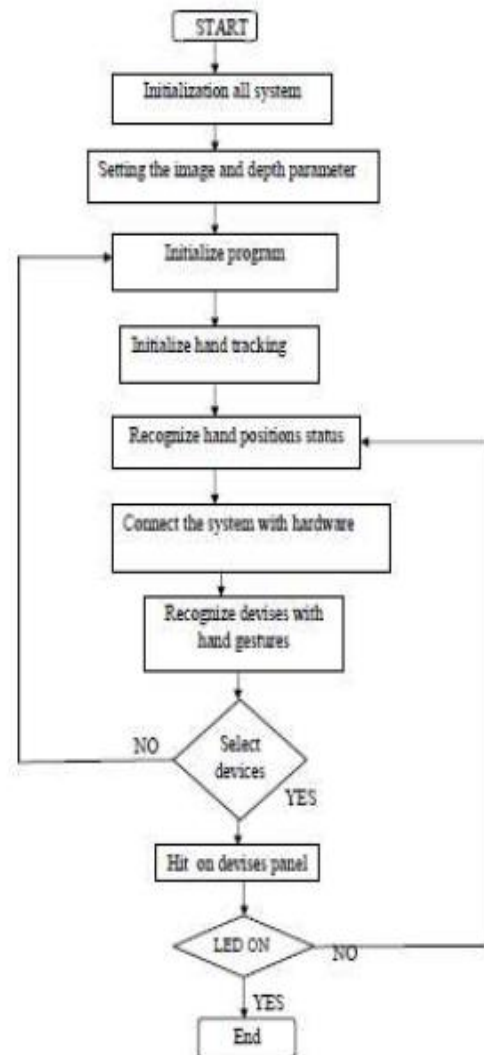 START
Initialization all system
Setting the image and depth parameter
Initialize program
Initialize hand tracking
Recognize hand positions status
Connect the system with hardware
Recognize devises with
hand gestures
NO
Select
devices
YES
Hit on devises panel
LED ON
NO
YES
End